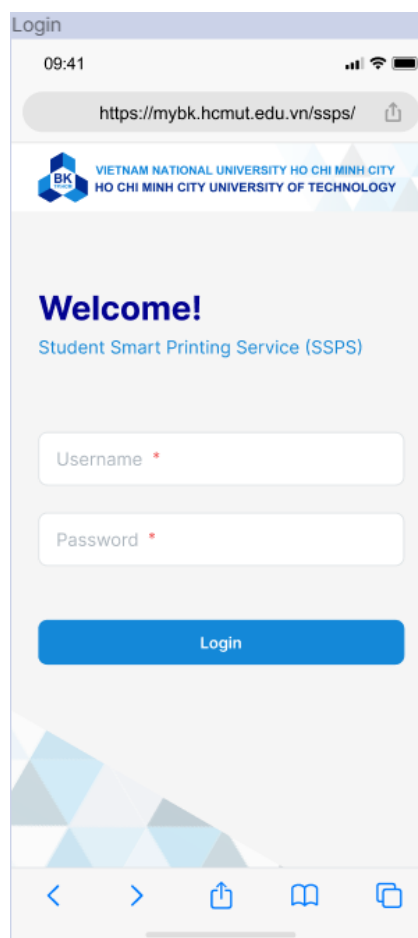 Login
09:41
https://mybk.hcmut.edu.vn/ssps/
BK
VIETNAM NATIONAL UNIVERSITY HO CHI MINH CITY
HO CHI MINH CITY UNIVERSITY OF TECHNOLOGY
Welcome!
Student Smart Printing Service (SSPS)
Username *
Password *
Login